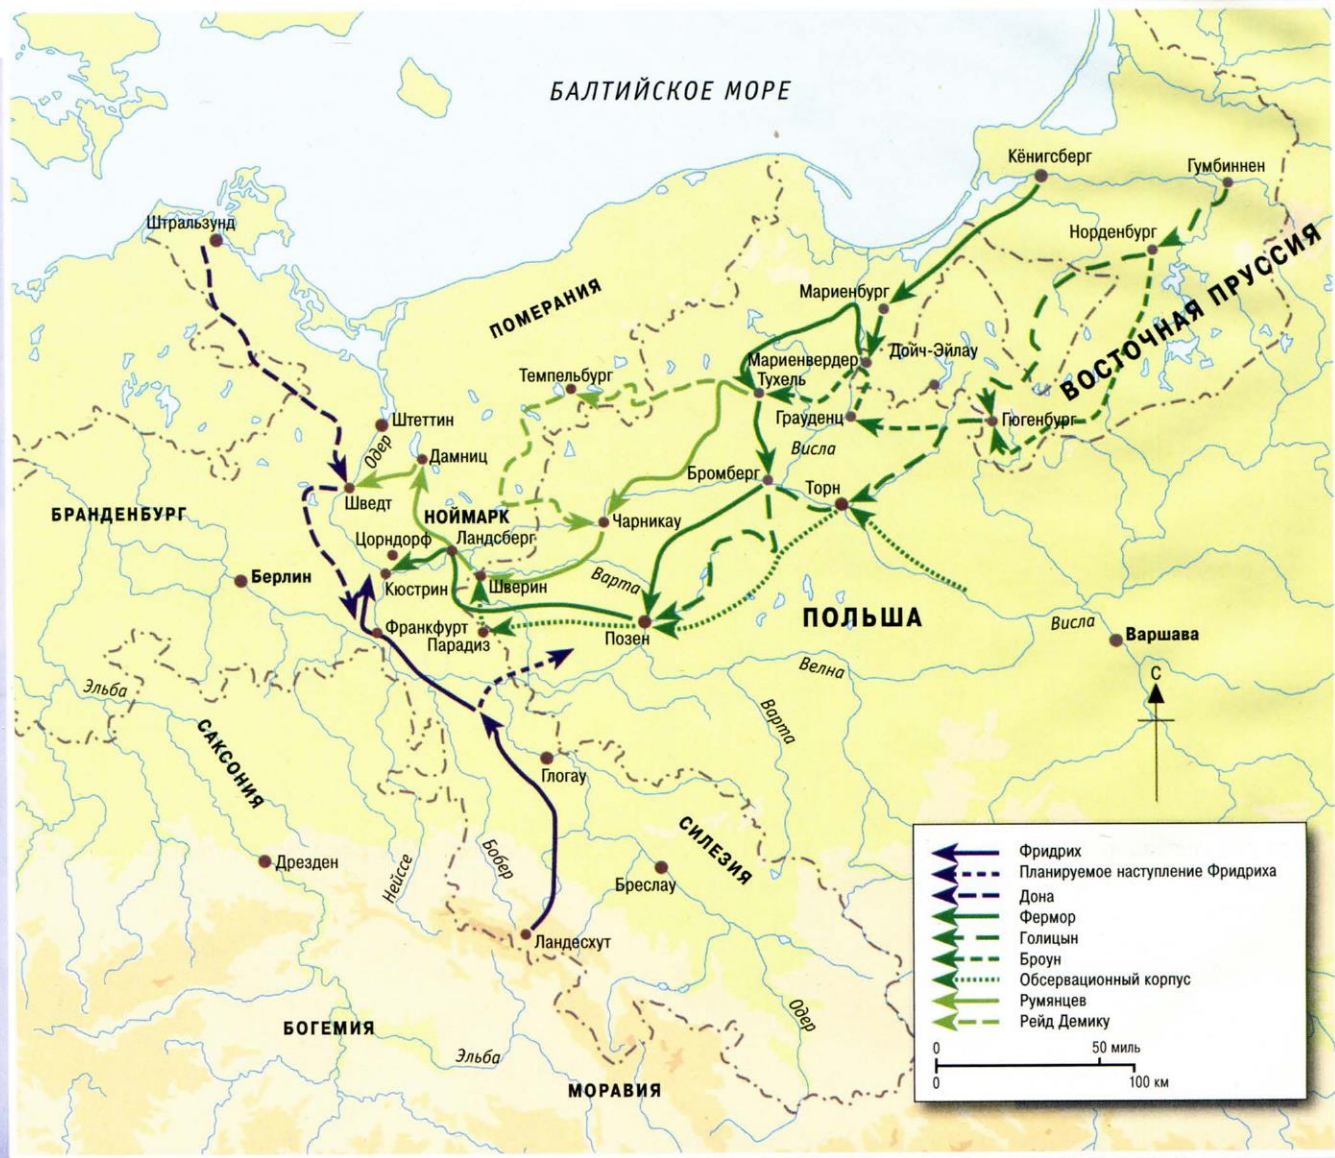 БАЛТИЙСКОЕ МОРЕ
Кёнигсберг
Гумбиннен
Штральзунд
Норденбург
ВОСТОЧНАЯ ПРУССИЯ
ПОМЕРАНИЯ
Мариенбург
Мариенвердер
Дойч-Эйлау
Темпельбург
Тухель
Штеттин
Грауденц
Гюгенбург
Одер
Висла
Дамниц
Бромберг
Торн
Шведт
БРАНДЕНБУРГ
НОЙМАРК
Чарникау
Цорндорф
Ландсберг
Берлин
Кюстрин
Шверин
Варта
ПОЛЬША
Франкфурт
Парадиз
Позен
Висла
Варшава
Велна
Эльба
С
Варта
САКСОНИЯ
Глогау
СИЛЕЗИЯ
Дрезден
Нейссе
Бобер
Бреслау
Ландесхут
Одер
БОГЕМИЯ
Эльба
МОРАВИЯ
Фридрих
Планируемое наступление Фридриха
Дона
Фермор
Голицын
Броун
Обсервационный корпус
Румянцев
Рейд Демику
0 50 миль
0 100 км